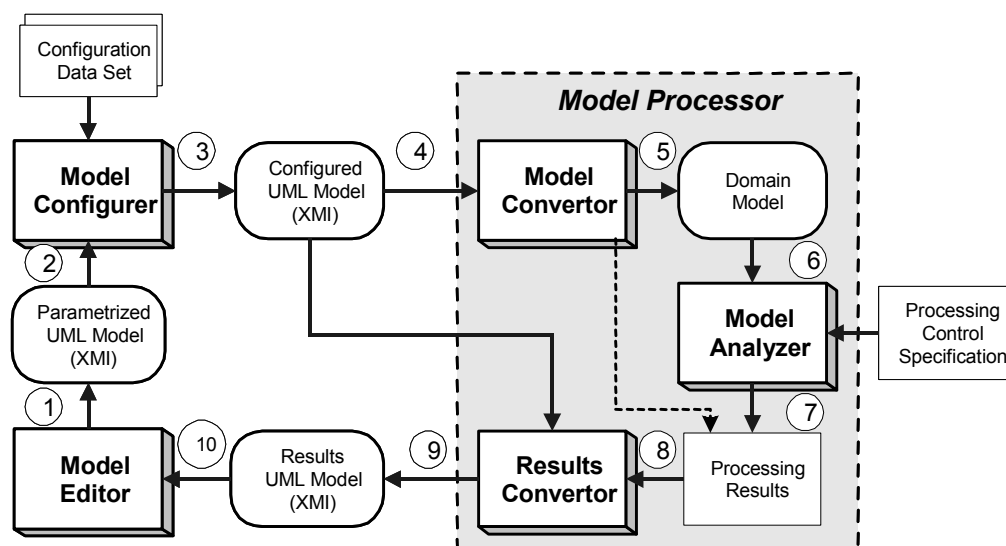 Configuration
Data Set
Model Processor
3
4
5
Model
Configurer
Configured
UML Model
(XMI)
Model
Convertor
Domain
Model
2
6
Parametrized
UML Model
(XMI)
Model
Analyzer
Processing
Control
Specification
1
7
10
9
8
Model
Editor
Results
UML Model
(XMI)
Results
Convertor
Processing
Results